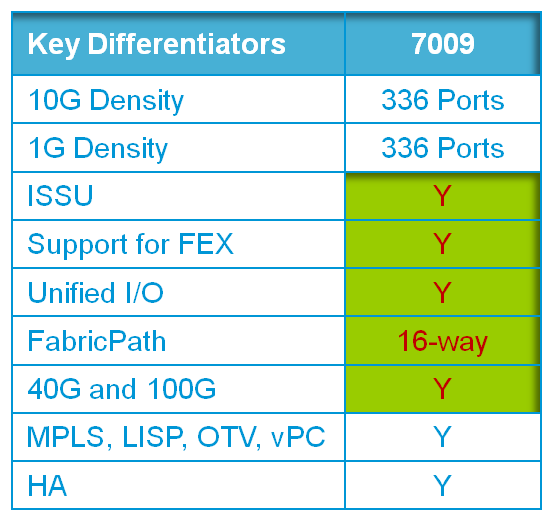 Key Differentiators 7009
10G Density 336 Ports
1G Density 336 Ports
ISSU Y
Support for FEX Y
Unified I/O Y
FabricPath 16-way
40G and 100G Y
MPLS, LISP, OTV, vPC Y
HA Y